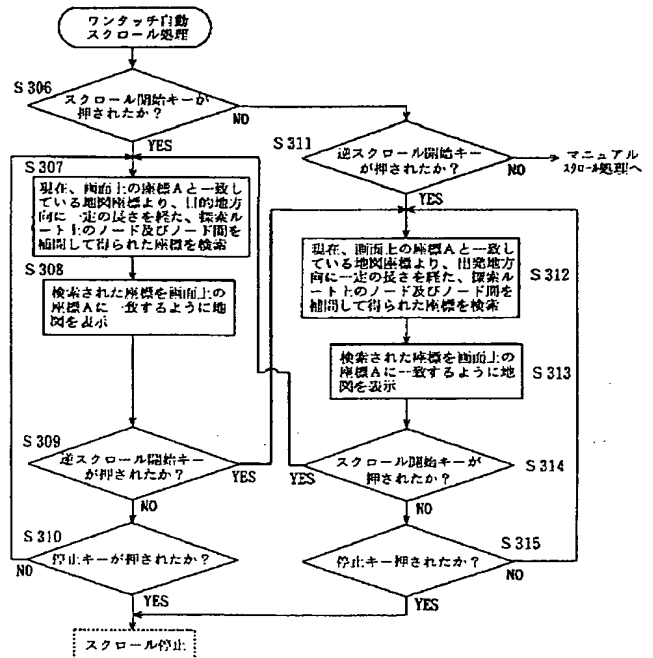 ワンタッチ自動
スクロール処理
S306
スクロール開始キーが
押されたか？
NO
YES
S311
逆スクロール開始キー
が押されたか？
NO
マニュアル
スクロール処理へ
YES
S307
現在、画面上の座標Aと一致し
ている地図座標より、目的地方
向に一定の長さを経た、探索ル
ート上のノード及びノード間を
補間して得られた座標を検索
S308
検索された座標を画面上の
座標Aに一致するように地
図を表示
S312
現在、画面上の座標Aと一致し
ている地図座標より、出発地方
向に一定の長さを経た、探索ル
ート上のノード及びノード間を
補間して得られた座標を検索
S313
検索された座標を画面上の
座標Aに一致するように地
図を表示
S309
逆スクロール開始キー
が押されたか？
YES
NO
S314
スクロール開始キーが
押されたか？
YES
NO
S310
停止キーが押されたか？
NO
YES
S315
停止キー押されたか？
NO
YES
スクロール停止